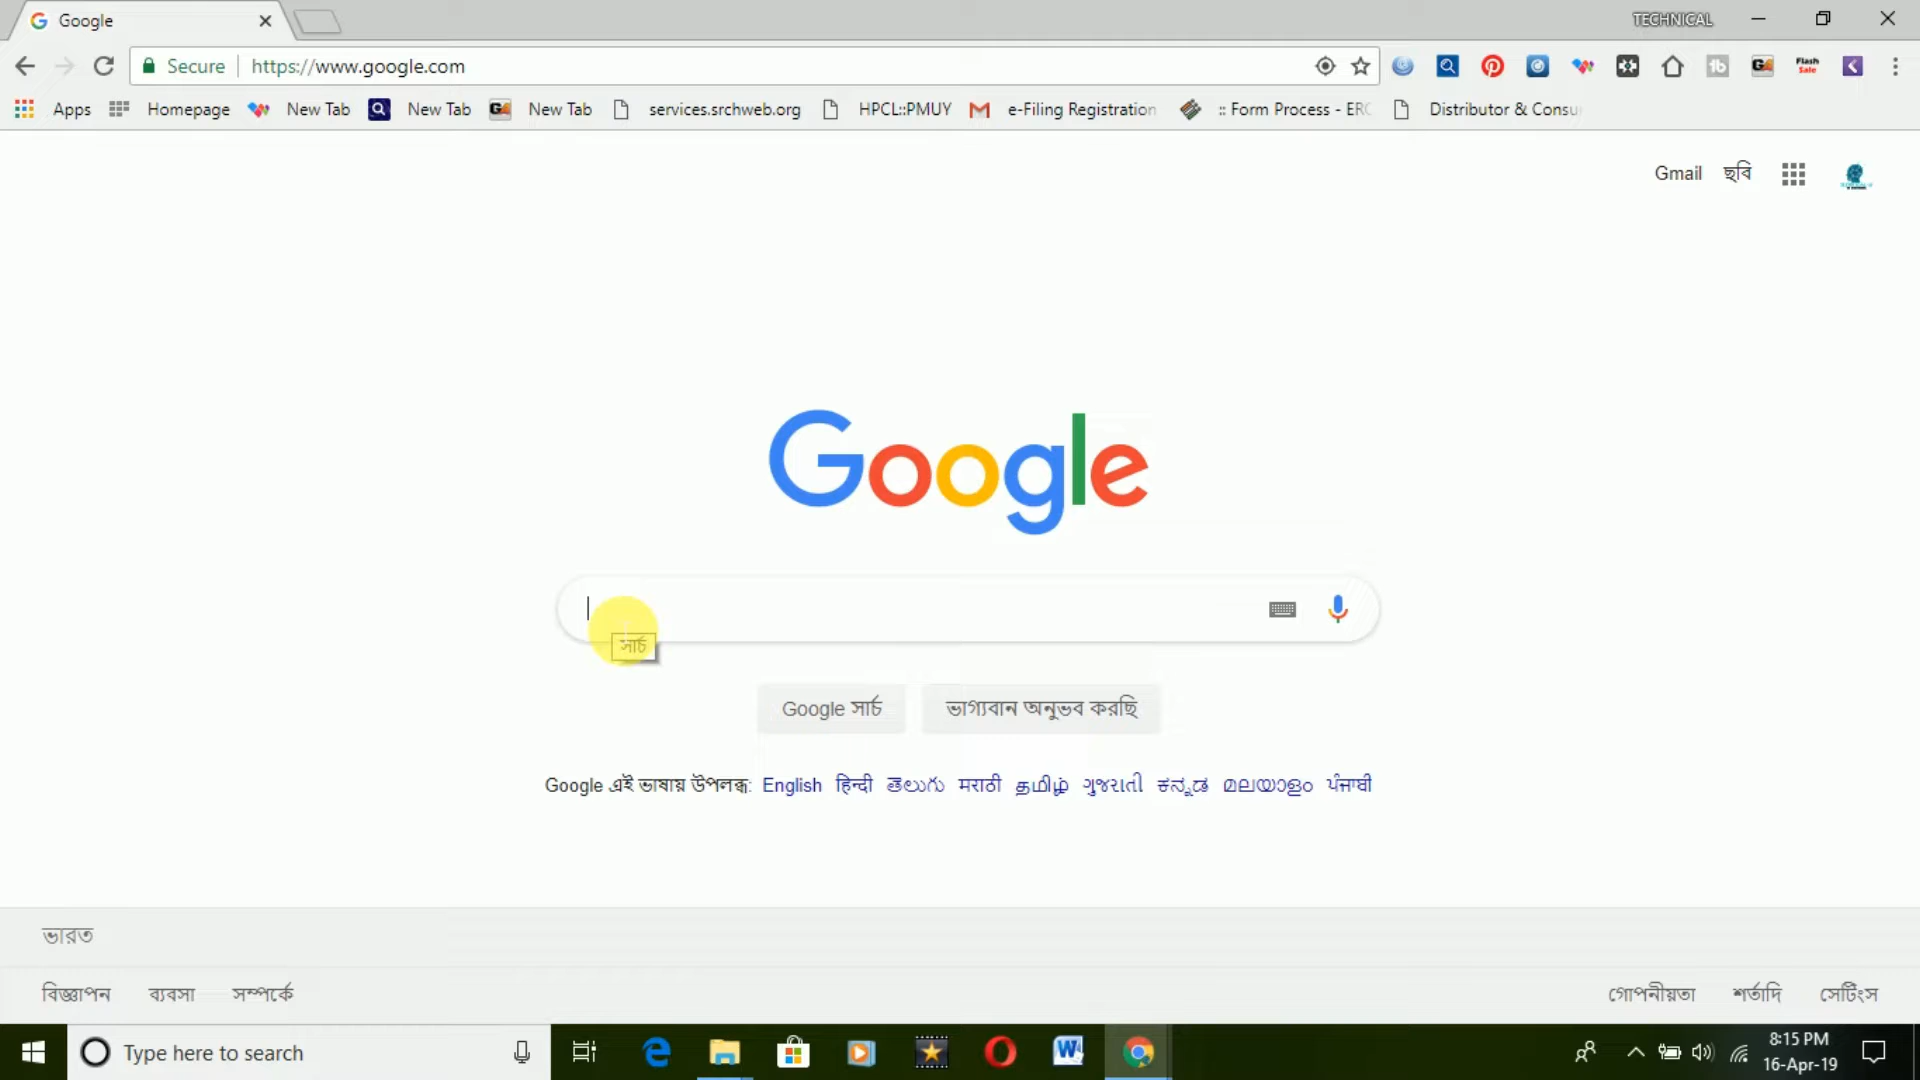 Google
TECHNICAL
Secure https://www.google.com
Flash Sale
Apps Homepage New Tab New Tab New Tab services.srchweb.org HPCL::PMUY e-Filing Registration :: Form Process - ERC Distributor & Consu
Gmail ছবি
Google
সার্চ
Google সার্চ ভাগ্যবান অনুভব করছি
Google এই ভাষায় উপলব্ধ: English हिन्दी తెలుగు मराठी தமிழ் ગુજરાતી ಕನ್ನಡ മലയാളം ਪੰਜਾਬੀ
ভারত
বিজ্ঞাপন ব্যবসা সম্পর্কে গোপনীয়তা শর্তাদি সেটিংস
Type here to search
8:15 PM
16-Apr-19